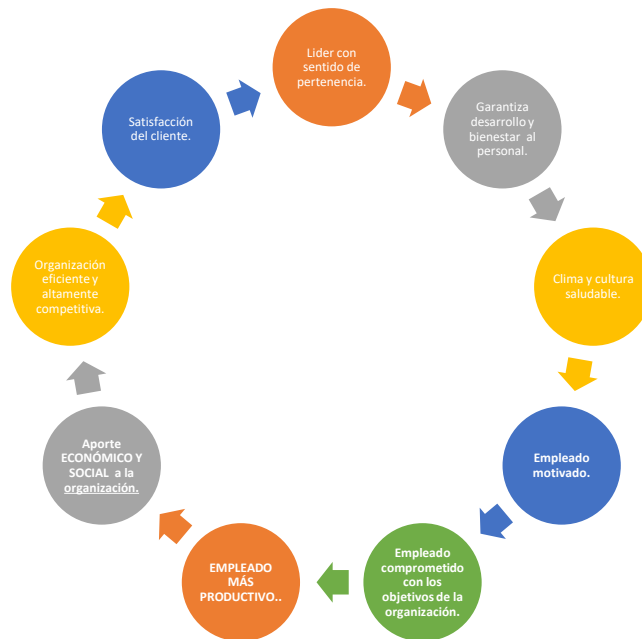 Lider con
sentido de
pertenencia.
Garantiza
desarrollo y
bienestar al
personal.
Clima y cultura
saludable.
Empleado
motivado.
Empleado
comprometido
con los
objetivos de la
organización.
EMPLEADO
MÁS
PRODUCTIVO..
Aporte
ECONÓMICO Y
SOCIAL a la
organización.
Organización
eficiente y
altamente
competitiva.
Satisfacción
del cliente.